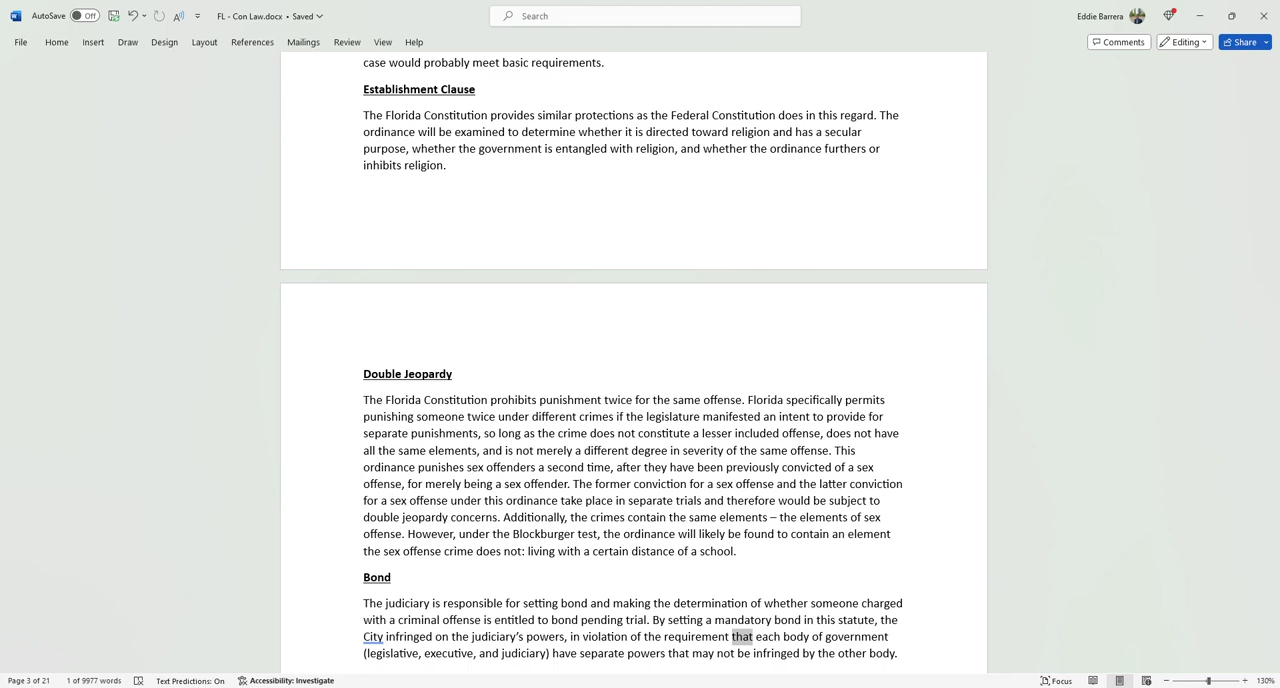 AutoSave Off FL - Con Law.docx • Saved Search Eddie Barrera
File Home Insert Draw Design Layout References Mailings Review View Help Comments Editing Share
case would probably meet basic requirements.
Establishment Clause
The Florida Constitution provides similar protections as the Federal Constitution does in this regard. The
ordinance will be examined to determine whether it is directed toward religion and has a secular
purpose, whether the government is entangled with religion, and whether the ordinance furthers or
inhibits religion.
Double Jeopardy
The Florida Constitution prohibits punishment twice for the same offense. Florida specifically permits
punishing someone twice under different crimes if the legislature manifested an intent to provide for
separate punishments, so long as the crime does not constitute a lesser included offense, does not have
all the same elements, and is not merely a different degree in severity of the same offense. This
ordinance punishes sex offenders a second time, after they have been previously convicted of a sex
offense, for merely being a sex offender. The former conviction for a sex offense and the latter conviction
for a sex offense under this ordinance take place in separate trials and therefore would be subject to
double jeopardy concerns. Additionally, the crimes contain the same elements – the elements of sex
offense. However, under the Blockburger test, the ordinance will likely be found to contain an element
the sex offense crime does not: living with a certain distance of a school.
Bond
The judiciary is responsible for setting bond and making the determination of whether someone charged
with a criminal offense is entitled to bond pending trial. By setting a mandatory bond in this statute, the
City infringed on the judiciary's powers, in violation of the requirement that each body of government
(legislative, executive, and judiciary) have separate powers that may not be infringed by the other body.
Page 3 of 21 1 of 9977 words Text Predictions: On Accessibility: Investigate Focus 130%